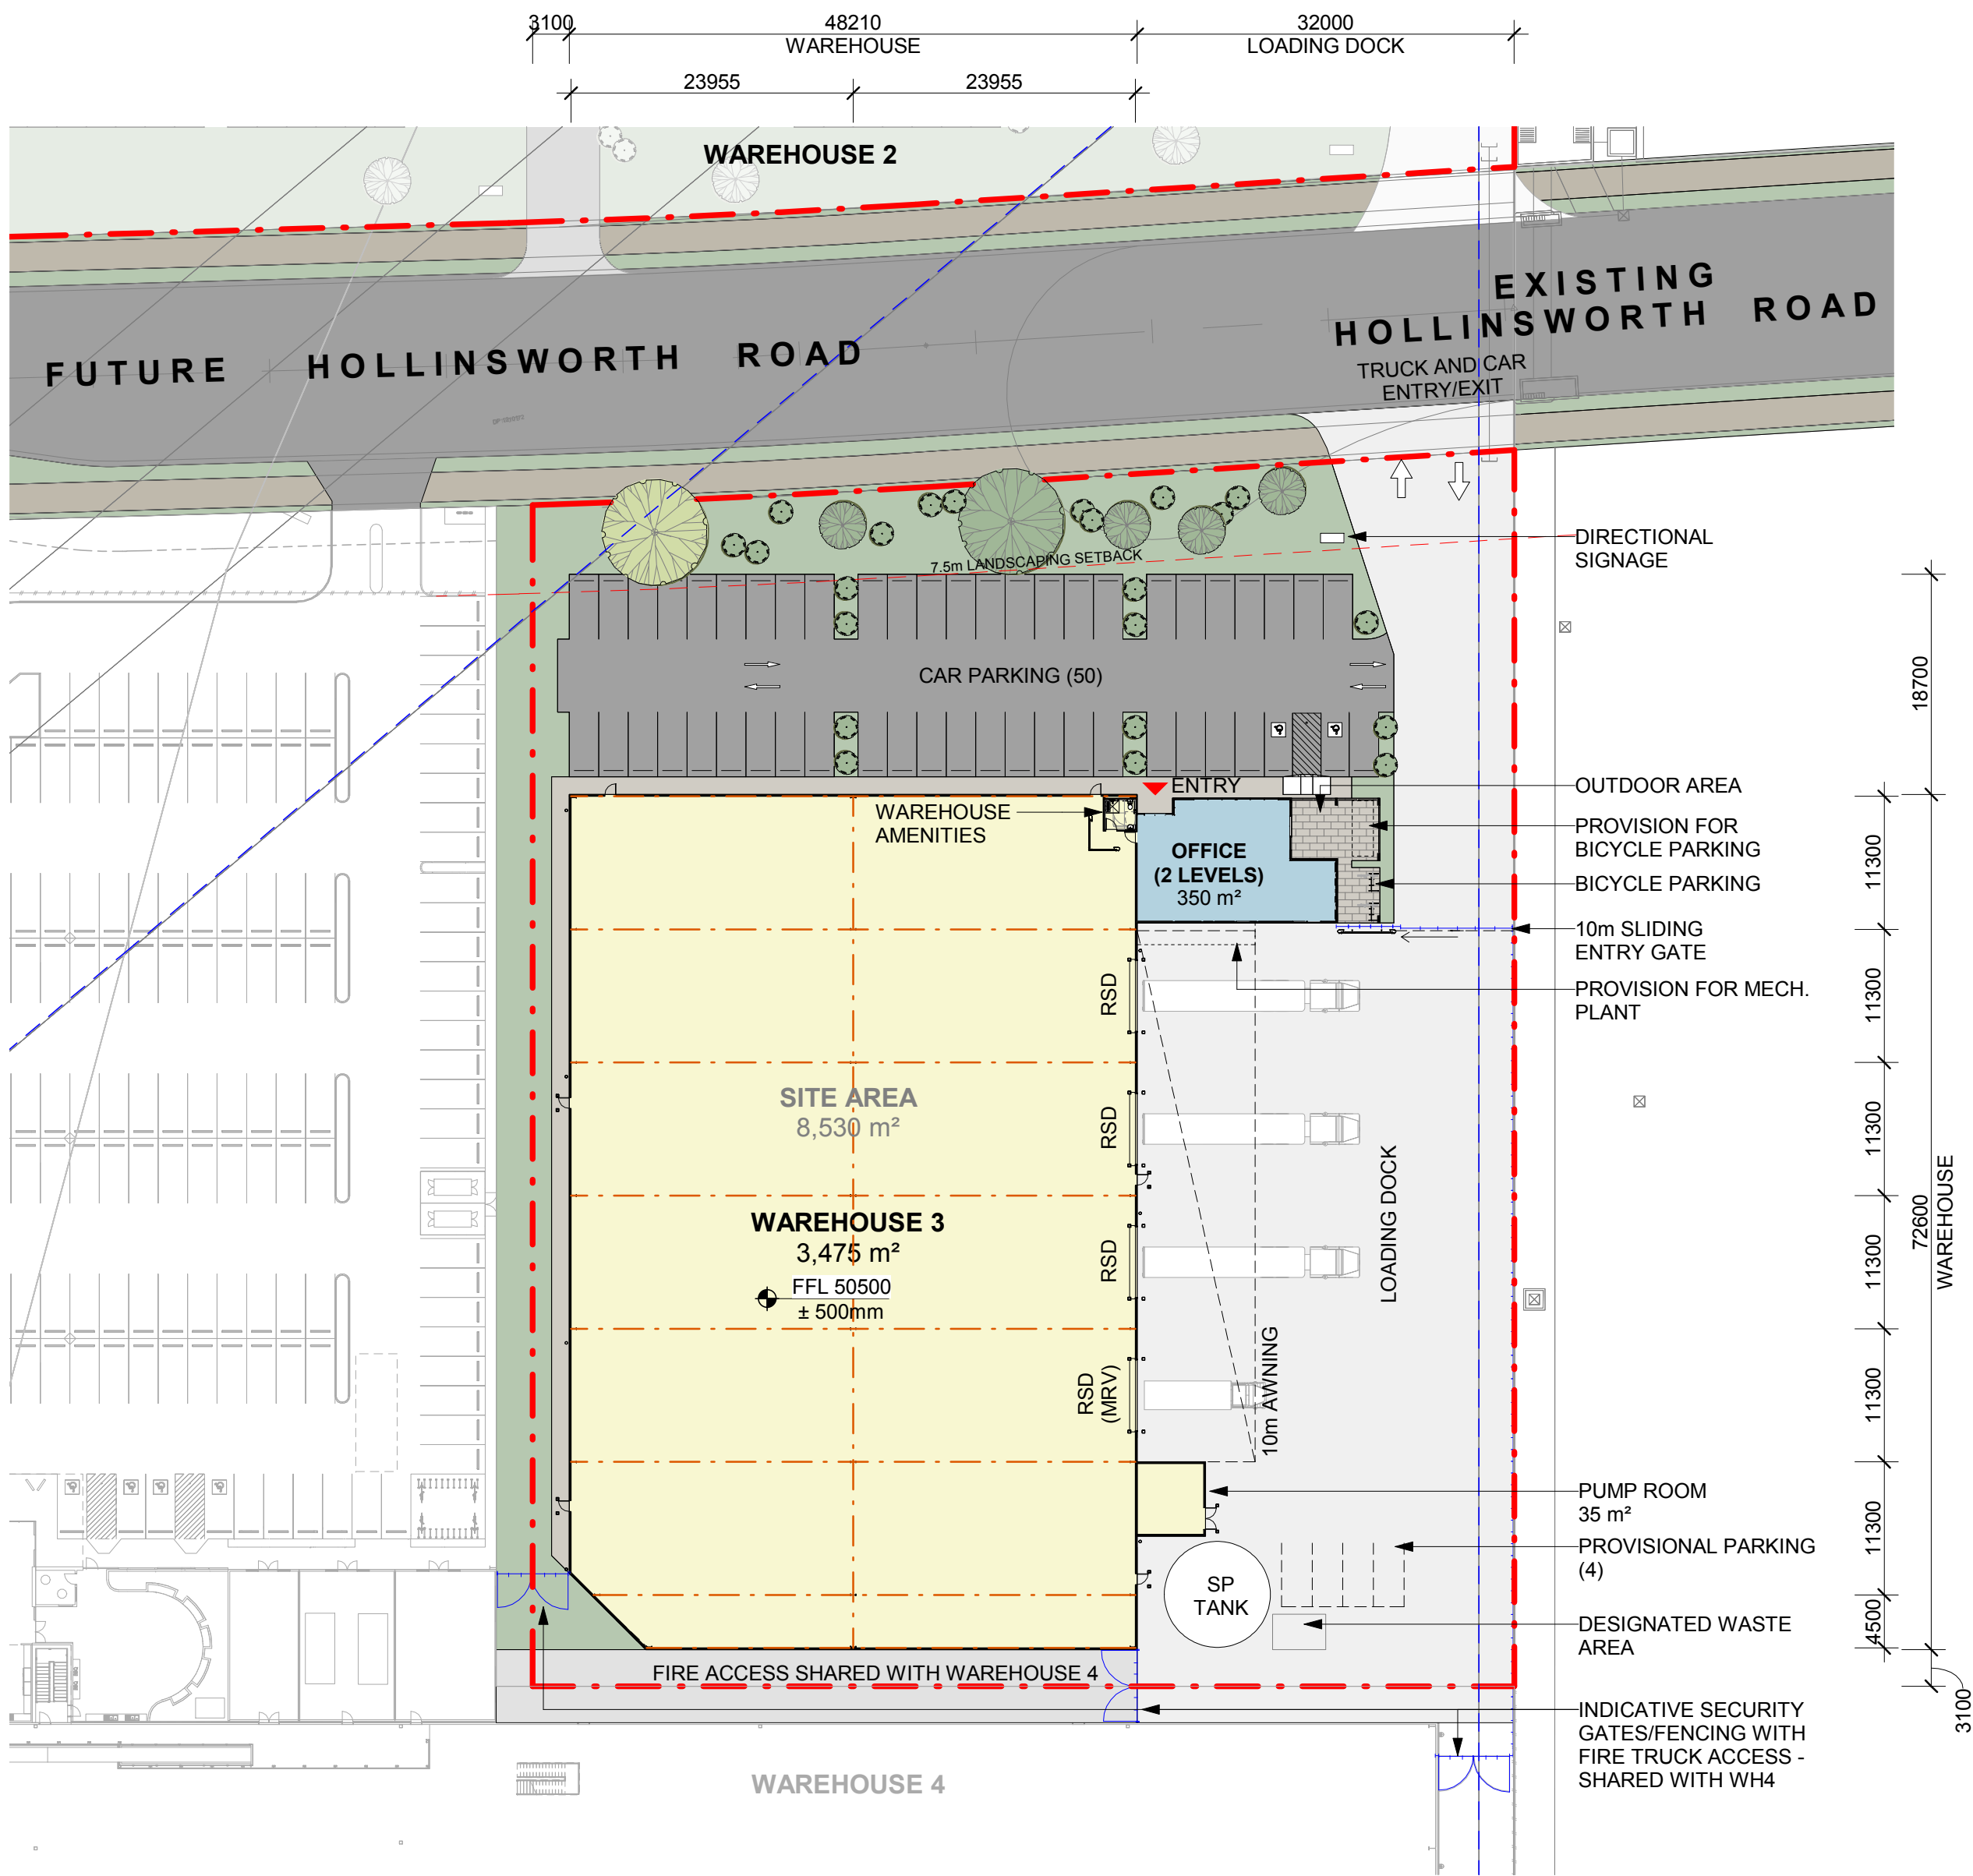 3100
48210
32000
WAREHOUSE
LOADING DOCK
23955
23955
WAREHOUSE 2
EXISTING
HOLLINSWORTH ROAD
FUTURE HOLLINSWORTH ROAD
TRUCK AND CAR
ENTRY/EXIT
DIRECTIONAL
SIGNAGE
7.5m LANDSCAPING SETBACK
CAR PARKING (50)
18700
ENTRY
OUTDOOR AREA
WAREHOUSE
AMENITIES
PROVISION FOR
BICYCLE PARKING
OFFICE
(2 LEVELS)
350 m²
BICYCLE PARKING
11300
10m SLIDING
ENTRY GATE
PROVISION FOR MECH.
PLANT
RSD
11300
SITE AREA
8,530 m²
RSD
11300
LOADING DOCK
WAREHOUSE 3
3,475 m²
FFL 50500
± 500mm
RSD
11300
72600
WAREHOUSE
RSD
(MRV)
10m AWNING
11300
PUMP ROOM
35 m²
11300
PROVISIONAL PARKING
(4)
SP
TANK
DESIGNATED WASTE
AREA
4500
FIRE ACCESS SHARED WITH WAREHOUSE 4
3100
INDICATIVE SECURITY
GATES/FENCING WITH
FIRE TRUCK ACCESS -
SHARED WITH WH4
WAREHOUSE 4